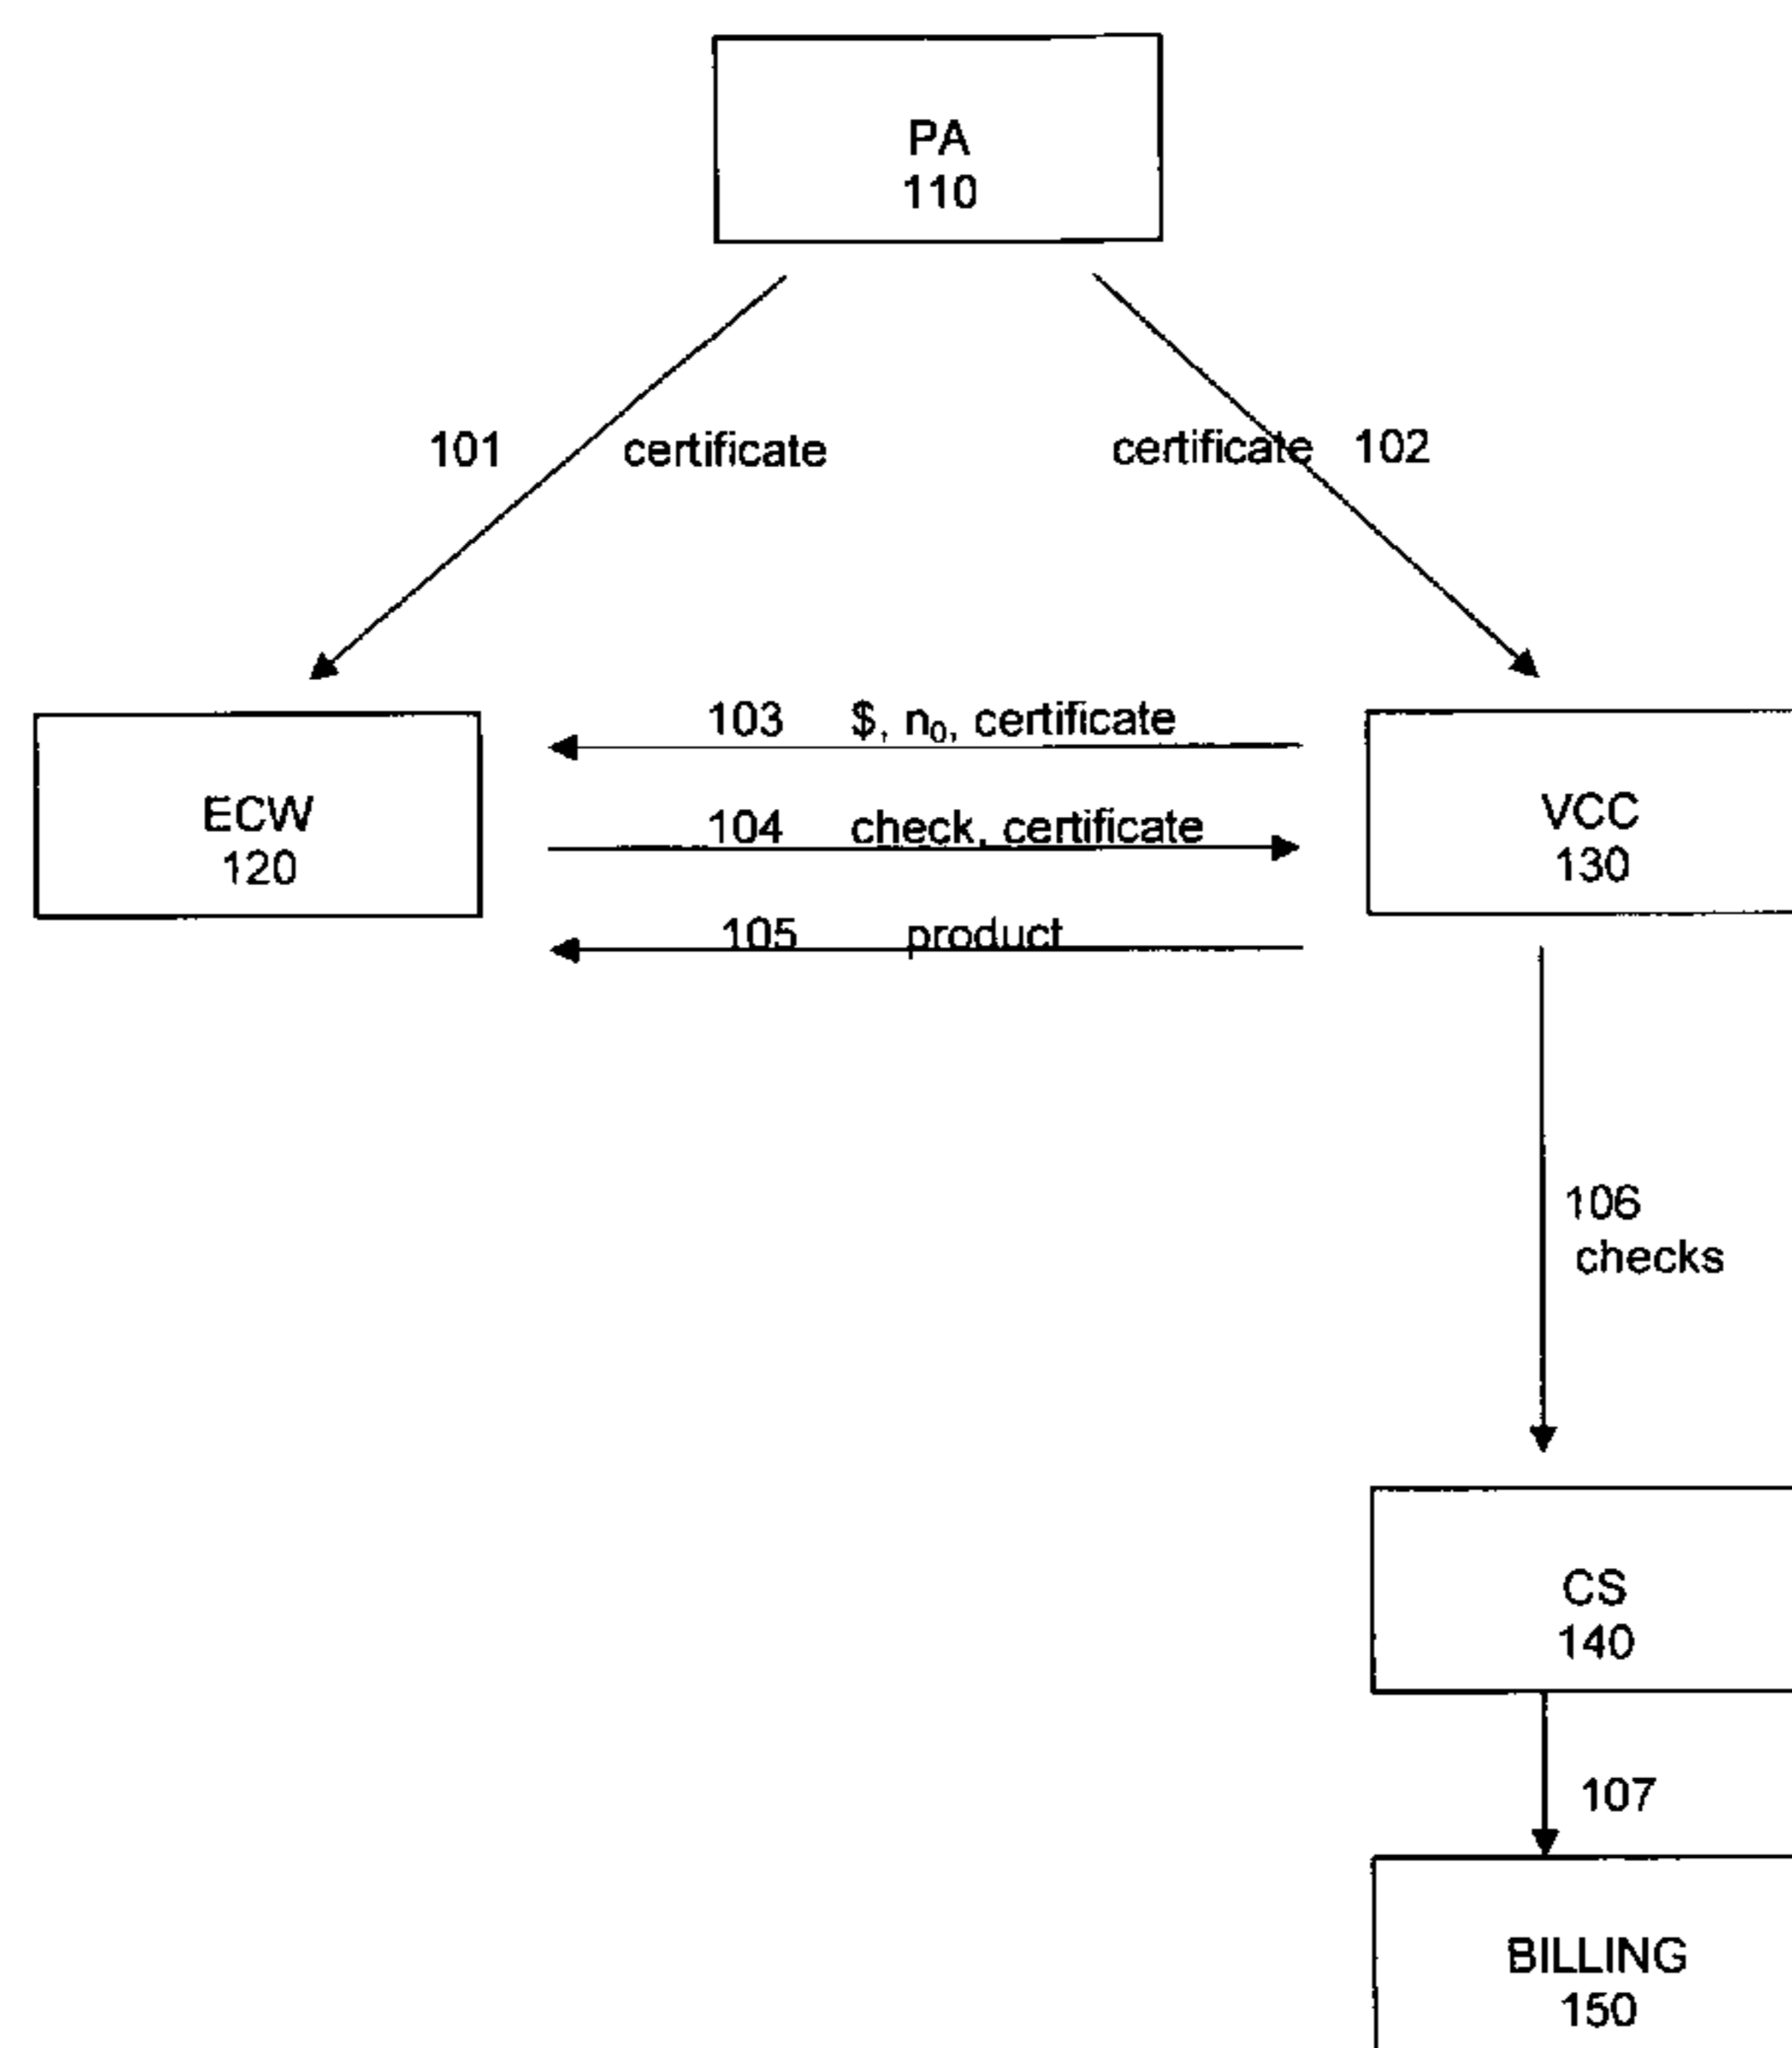 PA
110
101 certificate
certificate 102
103 $, n₀, certificate
ECW
120
104 check, certificate
VCC
130
105 product
106
checks
CS
140
107
BILLING
150